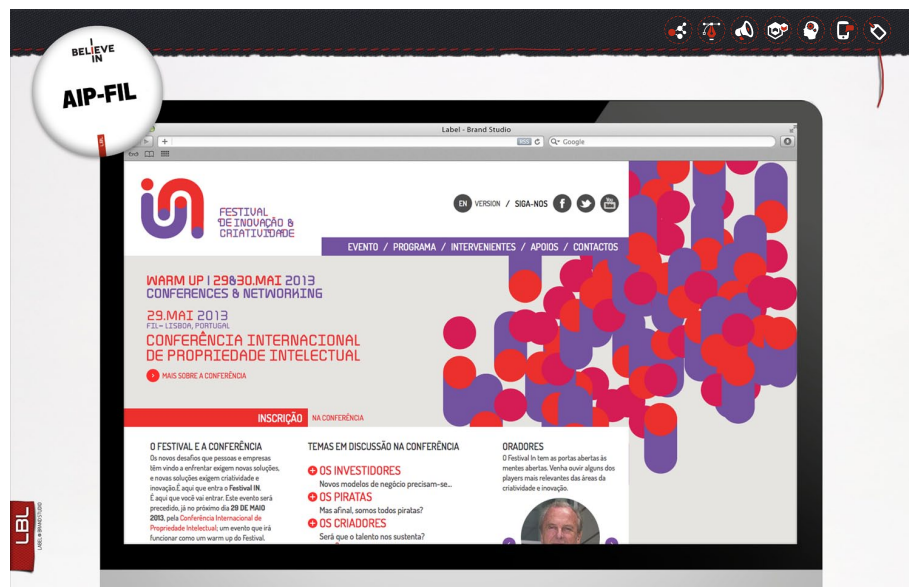 I
BELIEVE
IN
AIP-FIL
LBL
Label - Brand Studio
RSS
Google
in
FESTIVAL
DE INOVAÇÃO &
CRIATIVIDADE
EN VERSION / SIGA-NOS f You
EVENTO / PROGRAMA / INTERVENIENTES / APOIOS / CONTACTOS
WARM UP | 29&30.MAI 2013
CONFERENCES & NETWORKING
29.MAI 2013
FIL- LISBOA, PORTUGAL
CONFERÊNCIA INTERNACIONAL
DE PROPRIEDADE INTELECTUAL
MAIS SOBRE A CONFERÊNCIA
INSCRIÇÃO NA CONFERÊNCIA
O FESTIVAL E A CONFERÊNCIA
Os novos desafios que pessoas e empresas
têm vindo a enfrentar exigem novas soluções,
e novas soluções exigem criatividade e
inovação.É aqui que entra o Festival IN.
É aqui que você vai entrar. Este evento será
precedido, já no próximo dia 29 DE MAIO
2013, pela Conferência Internacional de
Propriedade Intelectual; um evento que irá
funcionar como um warm up do Festival.
TEMAS EM DISCUSSÃO NA CONFERÊNCIA
OS INVESTIDORES
Novos modelos de negócio precisam-se...
OS PIRATAS
Mas afinal, somos todos piratas?
OS CRIADORES
Será que o talento nos sustenta?
ORADORES
O Festival In tem as portas abertas às
mentes abertas. Venha ouvir alguns dos
players mais relevantes das áreas da
criatividade e inovação.
LBL
LABEL ® BRAND STUDIO